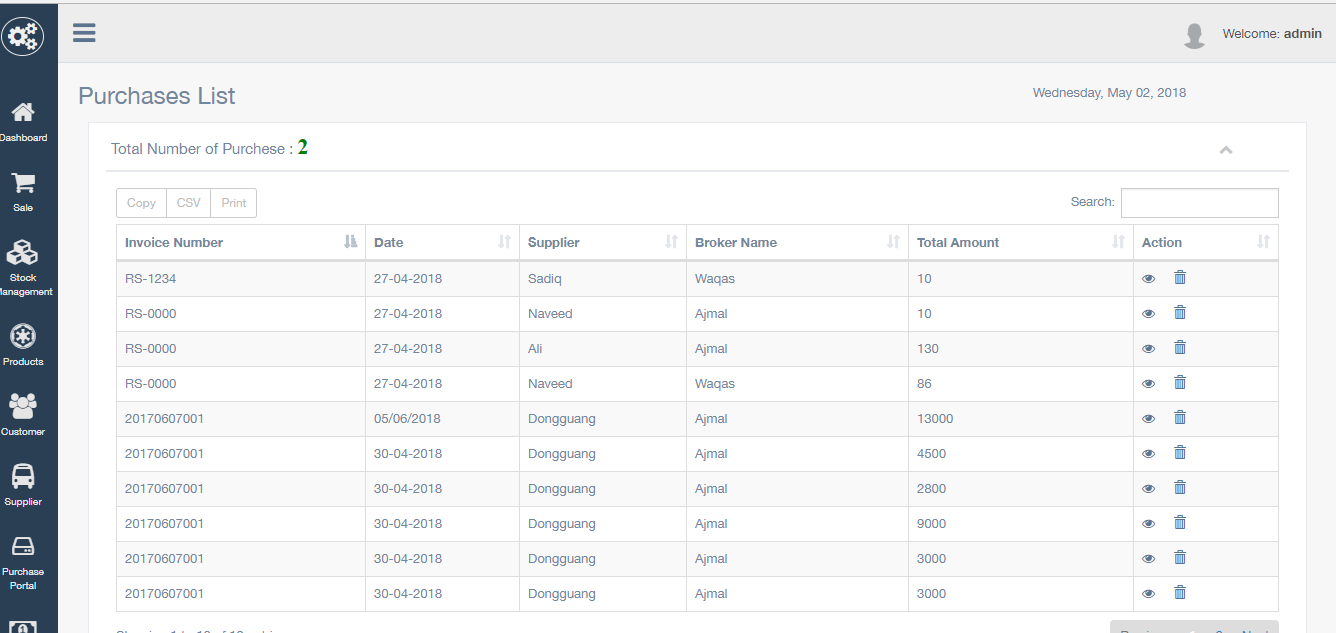 Welcome: admin
Purchases List
Wednesday, May 02, 2018
Total Number of Purchese : 2
Copy CSV Print
Search:
Invoice Number Date Supplier Broker Name Total Amount Action
RS-1234 27-04-2018 Sadiq Waqas 10
RS-0000 27-04-2018 Naveed Ajmal 10
RS-0000 27-04-2018 Ali Ajmal 130
RS-0000 27-04-2018 Naveed Waqas 86
20170607001 05/06/2018 Dongguang Ajmal 13000
20170607001 30-04-2018 Dongguang Ajmal 4500
20170607001 30-04-2018 Dongguang Ajmal 2800
20170607001 30-04-2018 Dongguang Ajmal 9000
20170607001 30-04-2018 Dongguang Ajmal 3000
20170607001 30-04-2018 Dongguang Ajmal 3000
Dashboard
Sale
Stock
Management
Products
Customer
Supplier
Purchase
Portal